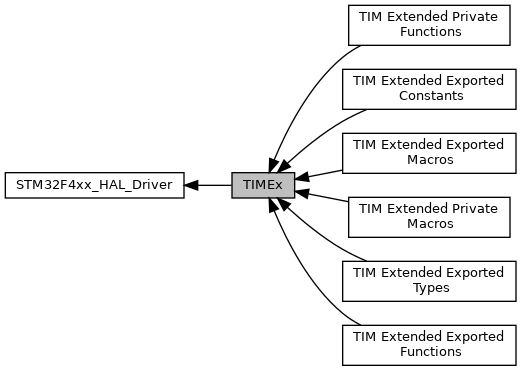 TIM Extended Private
Functions
TIM Extended Exported
Constants
TIM Extended Exported
Macros
STM32F4xx_HAL_Driver
TIMEx
TIM Extended Private
Macros
TIM Extended Exported
Types
TIM Extended Exported
Functions